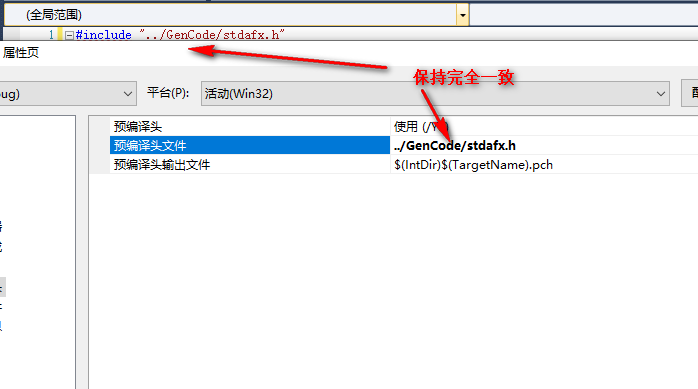 (全局范围)
1 #include "../GenCode/stdafx.h"
属性页
保持完全一致
ug) 平台(P): 活动(Win32)
预编译头 使用 (/Y
预编译头文件 ../GenCode/stdafx.h
预编译头输出文件 $(IntDir)$(TargetName).pch